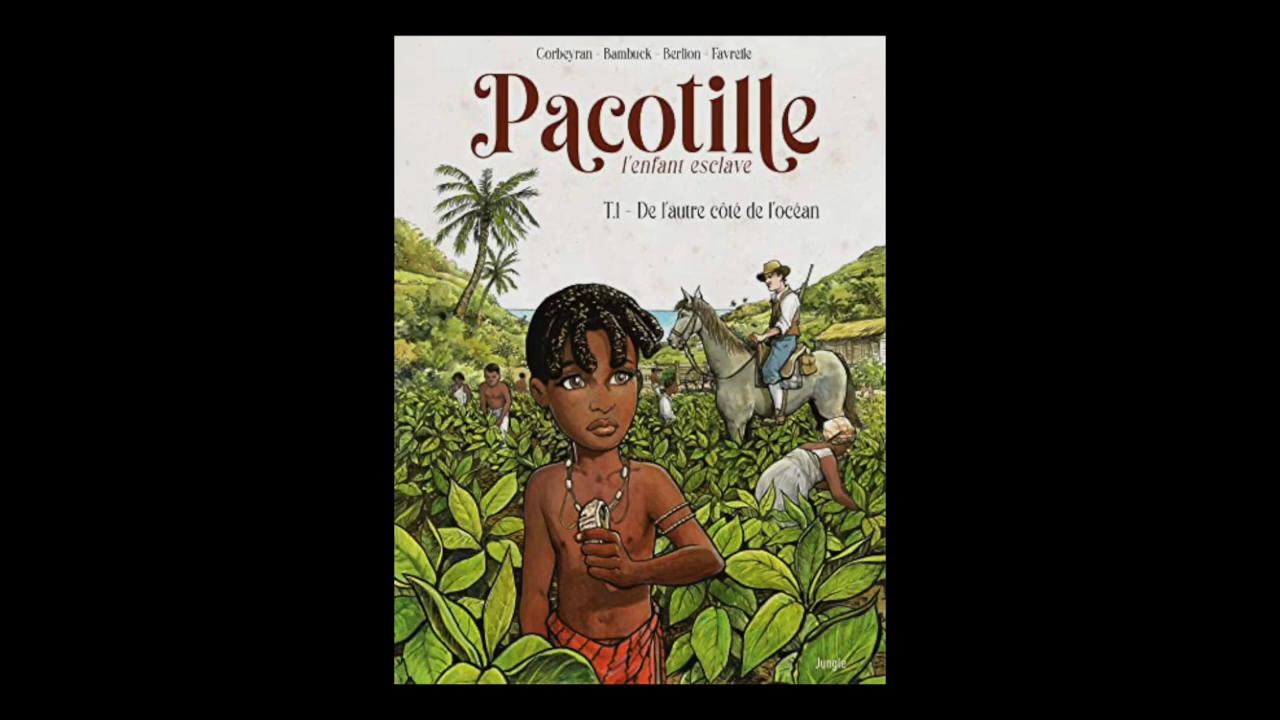 Corbeyran - Bambuck - Berlion - Favrelle
Pacotille
l'enfant esclave
T.1 - De l'autre côté de l'océan
Jungle